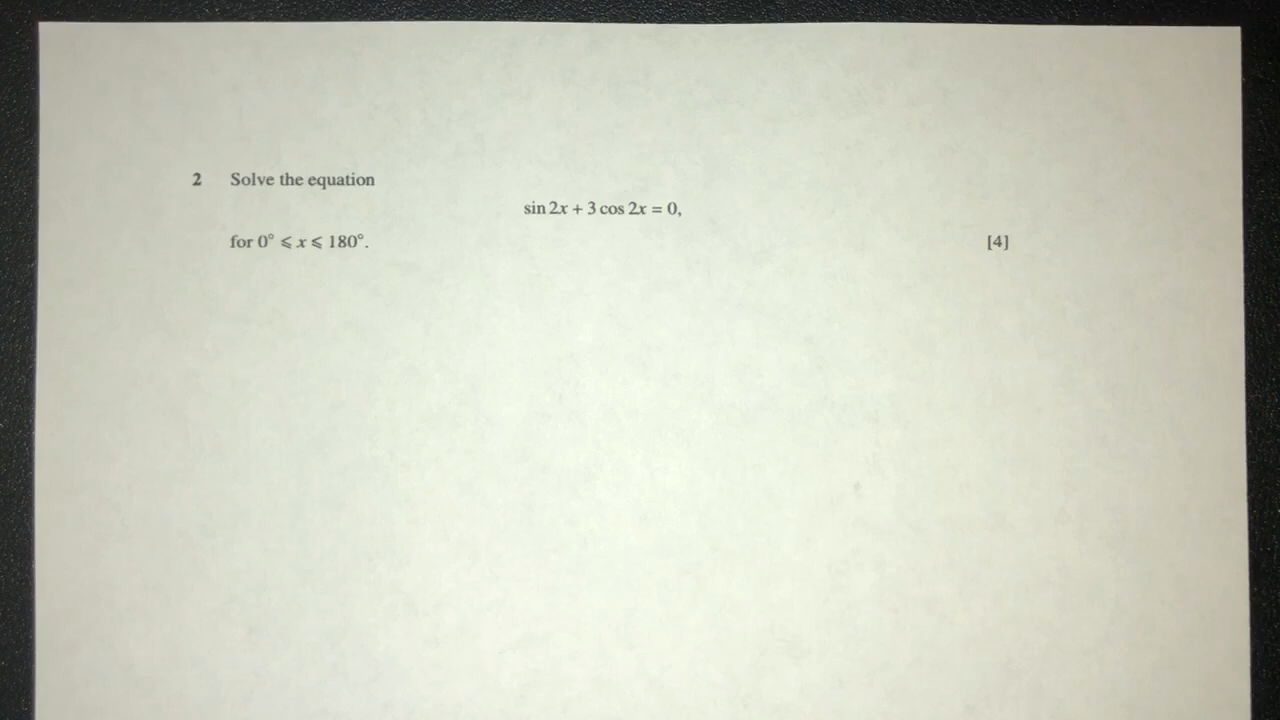 2 Solve the equation
sin 2x + 3 cos 2x = 0,
for 0° ⩽ x ⩽ 180°. [4]